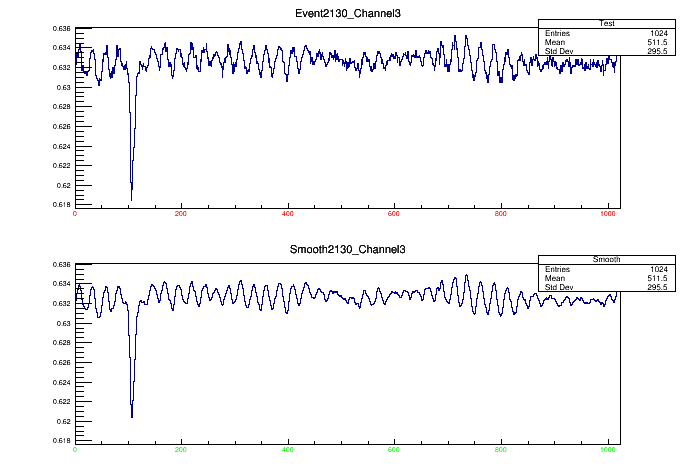 Event2130_Channel3
Test
Entries 1024
Mean 511.5
Std Dev 295.5
0.636
0.634
0.632
0.63
0.628
0.626
0.624
0.622
0.62
0.618
0 200 400 600 800 1000
Smooth2130_Channel3
Smooth
Entries 1024
Mean 511.5
Std Dev 295.5
0.636
0.634
0.632
0.63
0.628
0.626
0.624
0.622
0.62
0.618
0 200 400 600 800 1000